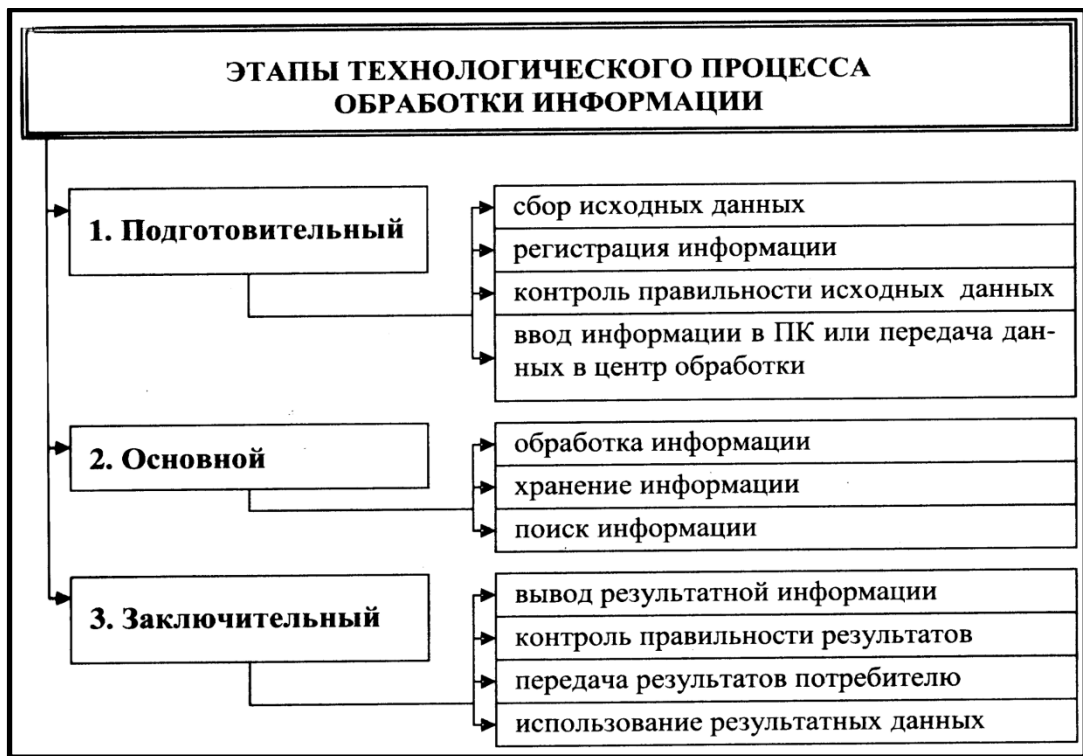 ЭТАПЫ ТЕХНОЛОГИЧЕСКОГО ПРОЦЕССА
ОБРАБОТКИ ИНФОРМАЦИИ
1. Подготовительный
сбор исходных данных
регистрация информации
контроль правильности исходных данных
ввод информации в ПК или передача дан-
ных в центр обработки
2. Основной
обработка информации
хранение информации
поиск информации
3. Заключительный
вывод результатной информации
контроль правильности результатов
передача результатов потребителю
использование результатных данных